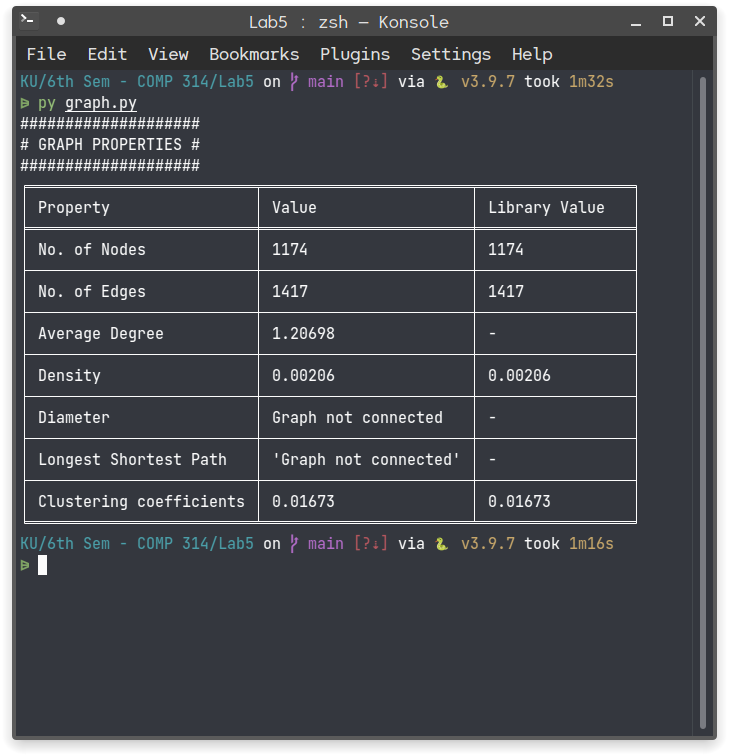 Lab5 : zsh — Konsole
File Edit View Bookmarks Plugins Settings Help
KU/6th Sem - COMP 314/Lab5 on main [?⇣] via 🐍 v3.9.7 took 1m32s
py graph.py
####################
# GRAPH PROPERTIES #
####################
Property Value Library Value
No. of Nodes 1174 1174
No. of Edges 1417 1417
Average Degree 1.20698 -
Density 0.00206 0.00206
Diameter Graph not connected -
Longest Shortest Path 'Graph not connected' -
Clustering coefficients 0.01673 0.01673
KU/6th Sem - COMP 314/Lab5 on main [?⇣] via 🐍 v3.9.7 took 1m16s